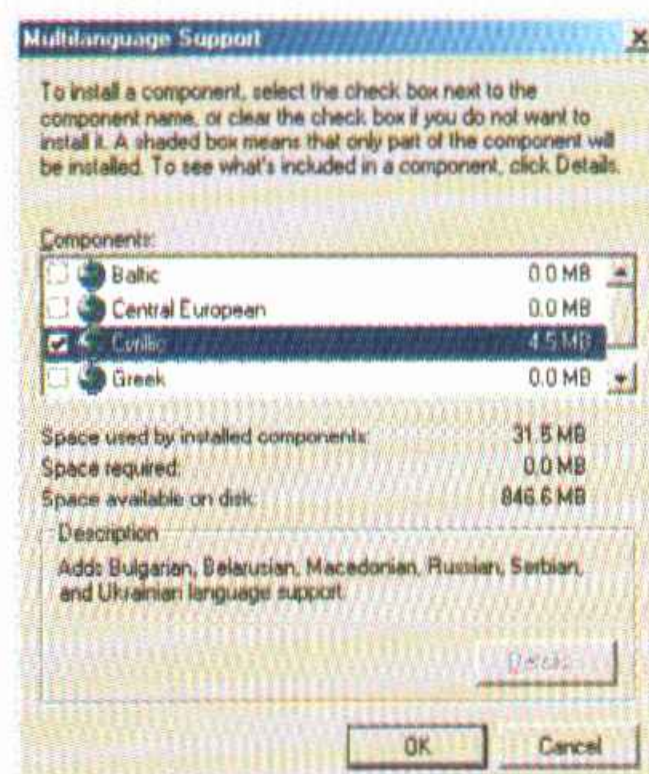 Multilanguage Support
To install a component, select the check box next to the
component name, or clear the check box if you do not want to
install it. A shaded box means that only part of the component will
be installed. To see what's included in a component, click Details.
Components:
Baltic 0.0 MB
Central European 0.0 MB
Cyrillic 4.5 MB
Greek 0.0 MB
Space used by installed components: 31.5 MB
Space required: 0.0 MB
Space available on disk: 846.6 MB
Description
Adds Bulgarian, Belarusian, Macedonian, Russian, Serbian,
and Ukrainian language support.
Details...
OK Cancel